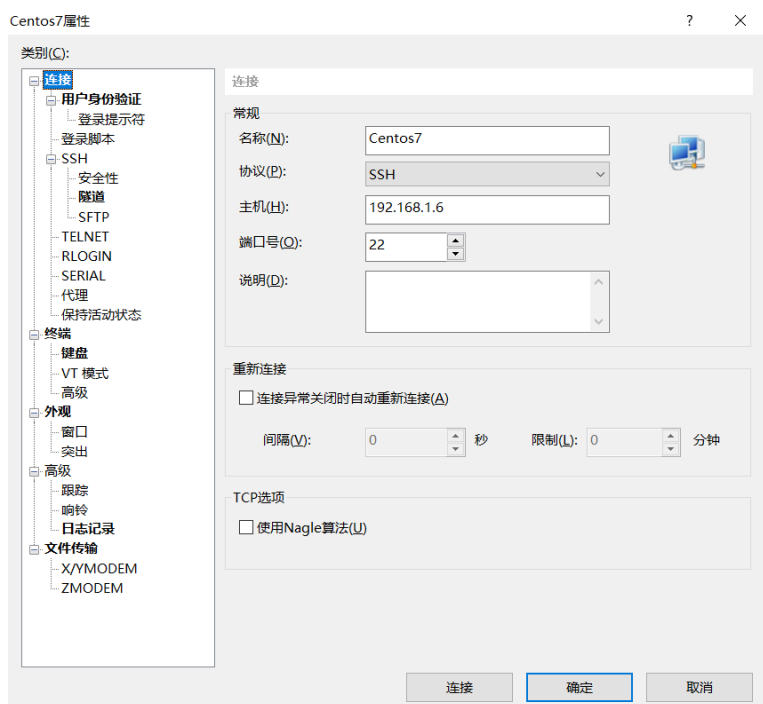 Centos7属性
类别(C):
连接
用户身份验证
登录提示符
登录脚本
SSH
安全性
隧道
SFTP
TELNET
RLOGIN
SERIAL
代理
保持活动状态
终端
键盘
VT 模式
高级
外观
窗口
突出
高级
跟踪
响铃
日志记录
文件传输
X/YMODEM
ZMODEM
连接
常规
名称(N): Centos7
协议(P): SSH
主机(H): 192.168.1.6
端口号(O): 22
说明(D):
重新连接
连接异常关闭时自动重新连接(A)
间隔(V): 0 秒 限制(L): 0 分钟
TCP选项
使用Nagle算法(U)
连接 确定 取消